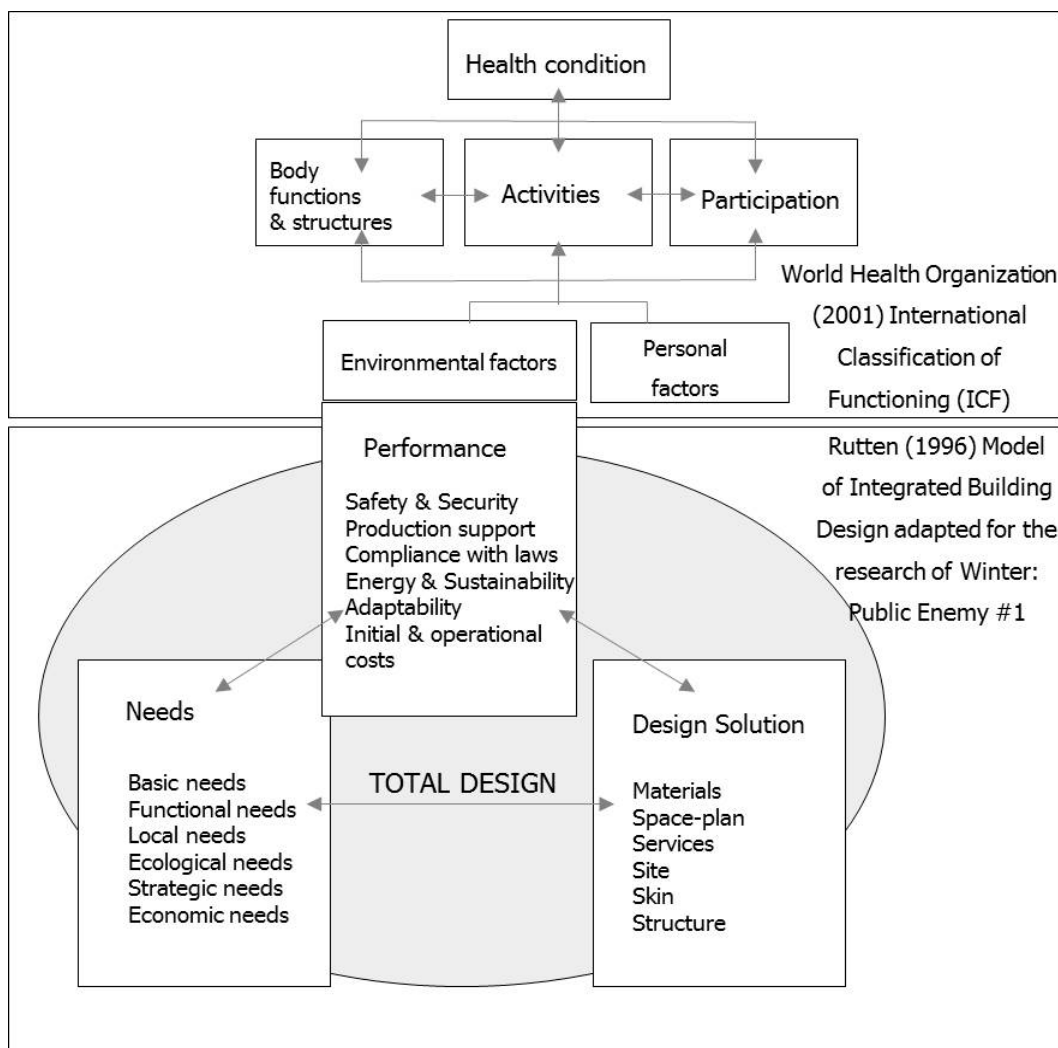 Health condition
Body
functions
& structures
Activities
Participation
World Health Organization
(2001) International
Classification of
Functioning (ICF)
Environmental factors
Personal
factors
Performance
Safety & Security
Production support
Compliance with laws
Energy & Sustainability
Adaptability
Initial & operational
costs
Rutten (1996) Model
of Integrated Building
Design adapted for the
research of Winter:
Public Enemy #1
Needs
Basic needs
Functional needs
Local needs
Ecological needs
Strategic needs
Economic needs
TOTAL DESIGN
Design Solution
Materials
Space-plan
Services
Site
Skin
Structure